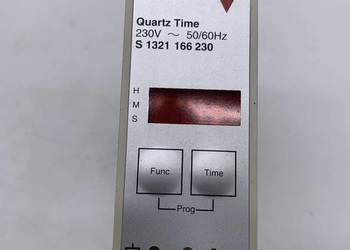 Quartz Time
230V ~ 50/60Hz
S 1321 166 230
H
M
S
Func Time
Prog